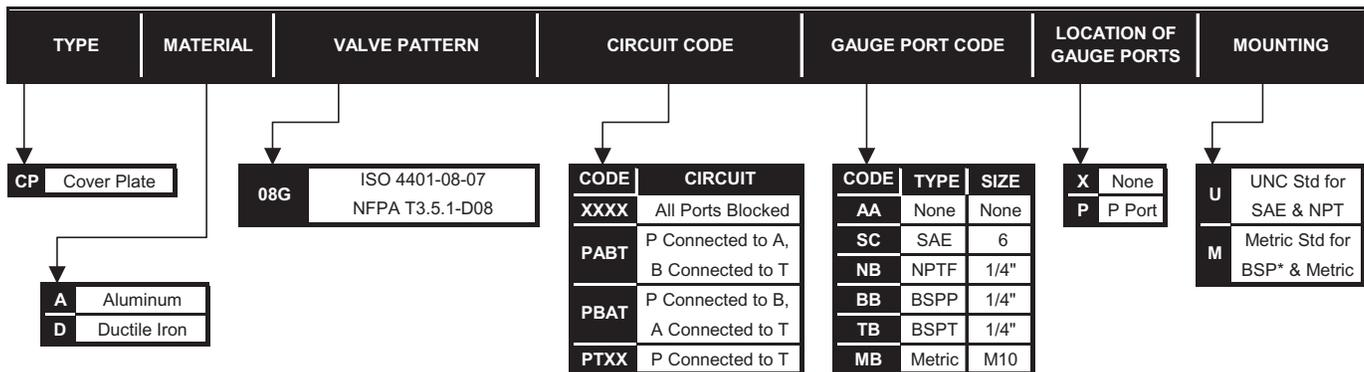 TYPE MATERIAL VALVE PATTERN CIRCUIT CODE GAUGE PORT CODE LOCATION OF GAUGE PORTS MOUNTING
CP Cover Plate
A Aluminum
D Ductile Iron
08G ISO 4401-08-07
NFPA T3.5.1-D08
CODE CIRCUIT
XXXX All Ports Blocked
PABT P Connected to A,
B Connected to T
PBAT P Connected to B,
A Connected to T
PTXX P Connected to T
CODE TYPE SIZE
AA None None
SC SAE 6
NB NPTF 1/4"
BB BSPP 1/4"
TB BSPT 1/4"
MB Metric M10
X None
P P Port
U UNC Std for
SAE & NPT
M Metric Std for
BSP* & Metric